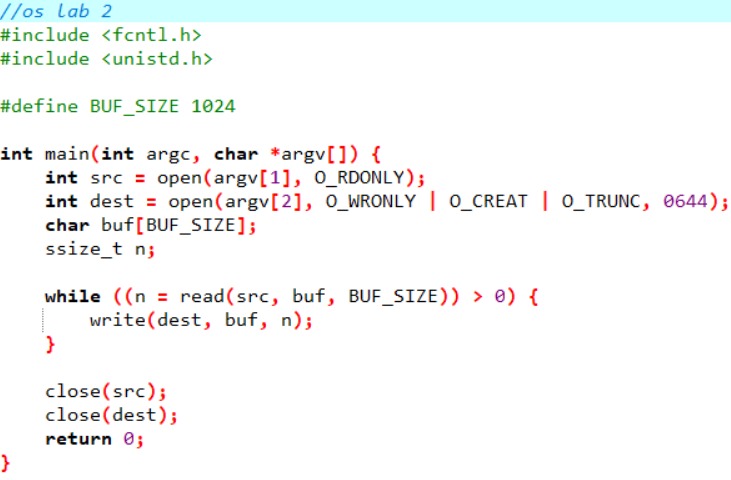 //os lab 2
#include <fcntl.h>
#include <unistd.h>

#define BUF_SIZE 1024

int main(int argc, char *argv[]) {
    int src = open(argv[1], O_RDONLY);
    int dest = open(argv[2], O_WRONLY | O_CREAT | O_TRUNC, 0644);
    char buf[BUF_SIZE];
    ssize_t n;

    while ((n = read(src, buf, BUF_SIZE)) > 0) {
        write(dest, buf, n);
    }

    close(src);
    close(dest);
    return 0;
}